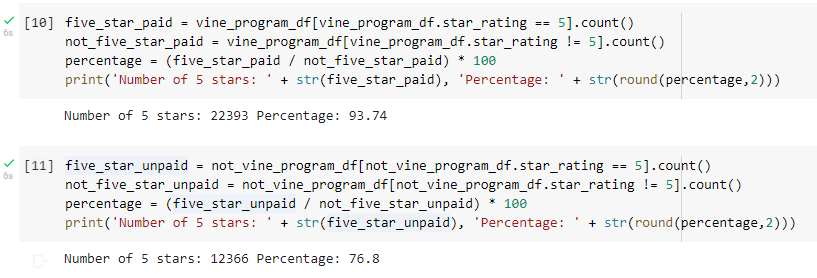 [10] five_star_paid = vine_program_df[vine_program_df.star_rating == 5].count()
not_five_star_paid = vine_program_df[vine_program_df.star_rating != 5].count()
percentage = (five_star_paid / not_five_star_paid) * 100
print('Number of 5 stars: ' + str(five_star_paid), 'Percentage: ' + str(round(percentage,2)))
6s
Number of 5 stars: 22393 Percentage: 93.74
[11] five_star_unpaid = not_vine_program_df[not_vine_program_df.star_rating == 5].count()
not_five_star_unpaid = not_vine_program_df[not_vine_program_df.star_rating != 5].count()
percentage = (five_star_unpaid / not_five_star_unpaid) * 100
print('Number of 5 stars: ' + str(five_star_unpaid), 'Percentage: ' + str(round(percentage,2)))
6s
Number of 5 stars: 12366 Percentage: 76.8